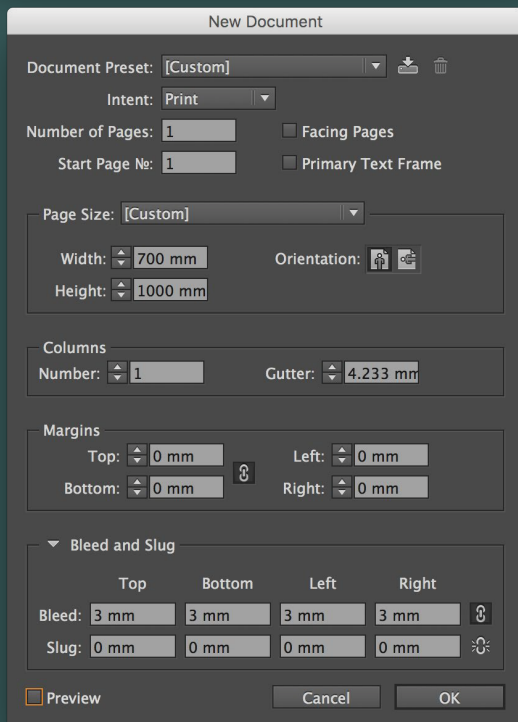 New Document
Document Preset: [Custom]
Intent: Print
Number of Pages: 1 Facing Pages
Start Page №: 1 Primary Text Frame
Page Size: [Custom]
Width: 700 mm Orientation:
Height: 1000 mm
Columns
Number: 1 Gutter: 4.233 mm
Margins
Top: 0 mm Left: 0 mm
Bottom: 0 mm Right: 0 mm
Bleed and Slug
Top Bottom Left Right
Bleed: 3 mm 3 mm 3 mm 3 mm
Slug: 0 mm 0 mm 0 mm 0 mm
Preview Cancel OK